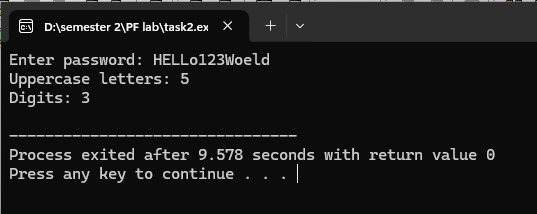 D:\semester 2\PF lab\task2.ex
Enter password: HELLo123Woeld
Uppercase letters: 5
Digits: 3
--------------------------------
Process exited after 9.578 seconds with return value 0
Press any key to continue . . .